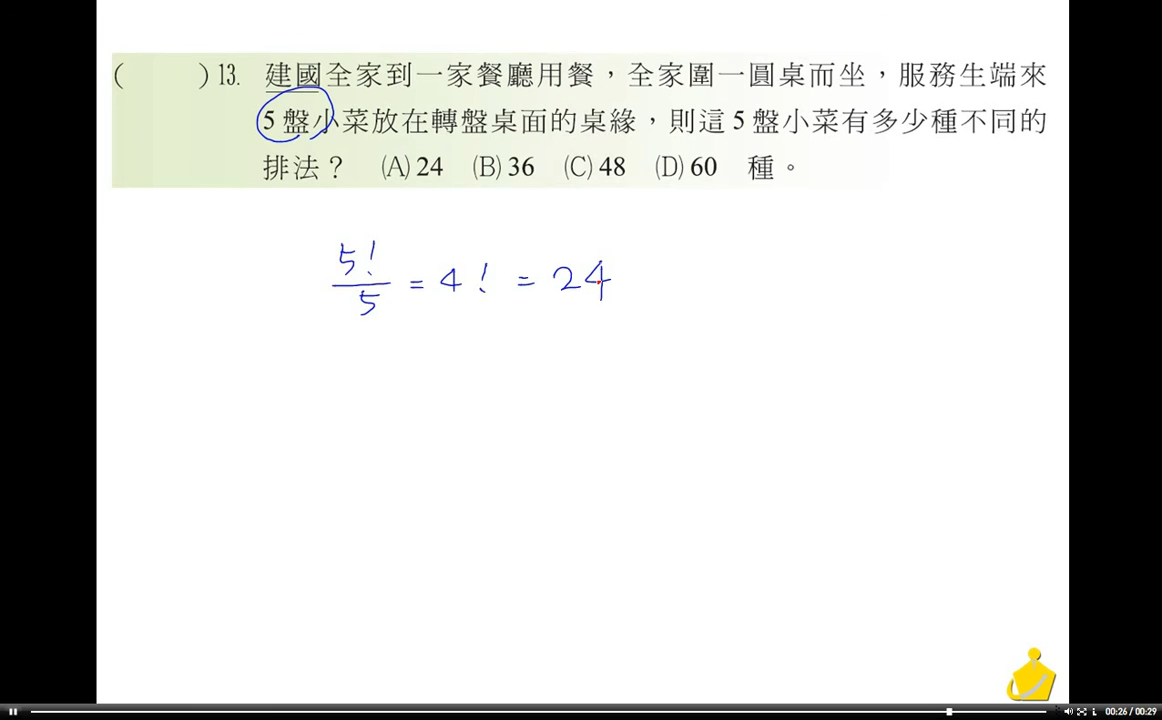 (　　)13. 建國全家到一家餐廳用餐，全家圍一圓桌而坐，服務生端來
5 盤小菜放在轉盤桌面的桌緣，則這 5 盤小菜有多少種不同的
排法？ (A) 24 (B) 36 (C) 48 (D) 60 種。
5!/5 = 4! = 24
00:26 / 00:29